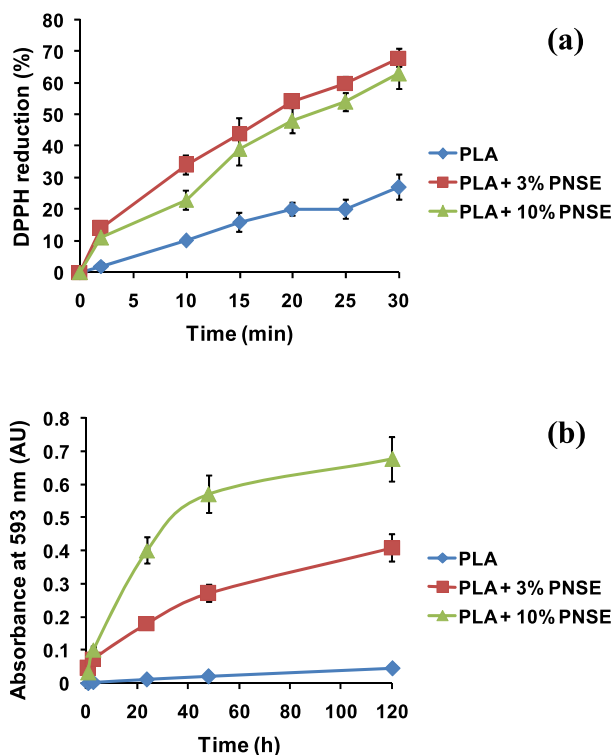 (a)
DPPH reduction (%)
80
70
60
50
40
30
20
10
0
0 5 10 15 20 25 30
Time (min)
PLA
PLA + 3% PNSE
PLA + 10% PNSE
(b)
Absorbance at 593 nm (AU)
0.8
0.7
0.6
0.5
0.4
0.3
0.2
0.1
0
0 20 40 60 80 100 120
Time (h)
PLA
PLA + 3% PNSE
PLA + 10% PNSE